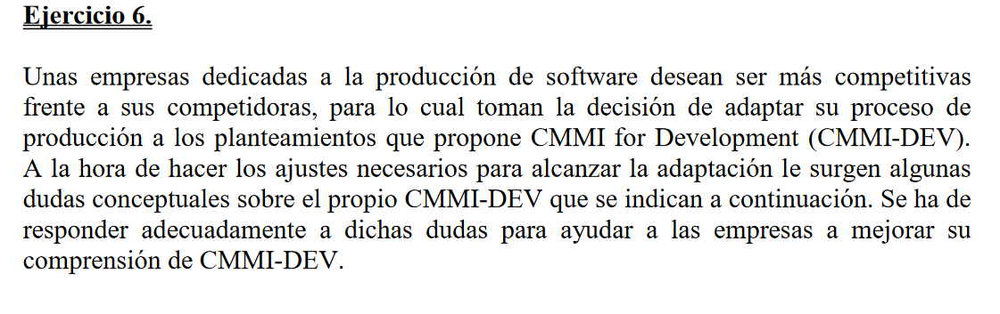 Ejercicio 6.
Unas empresas dedicadas a la producción de software desean ser más competitivas
frente a sus competidoras, para lo cual toman la decisión de adaptar su proceso de
producción a los planteamientos que propone CMMI for Development (CMMI-DEV).
A la hora de hacer los ajustes necesarios para alcanzar la adaptación le surgen algunas
dudas conceptuales sobre el propio CMMI-DEV que se indican a continuación. Se ha de
responder adecuadamente a dichas dudas para ayudar a las empresas a mejorar su
comprensión de CMMI-DEV.